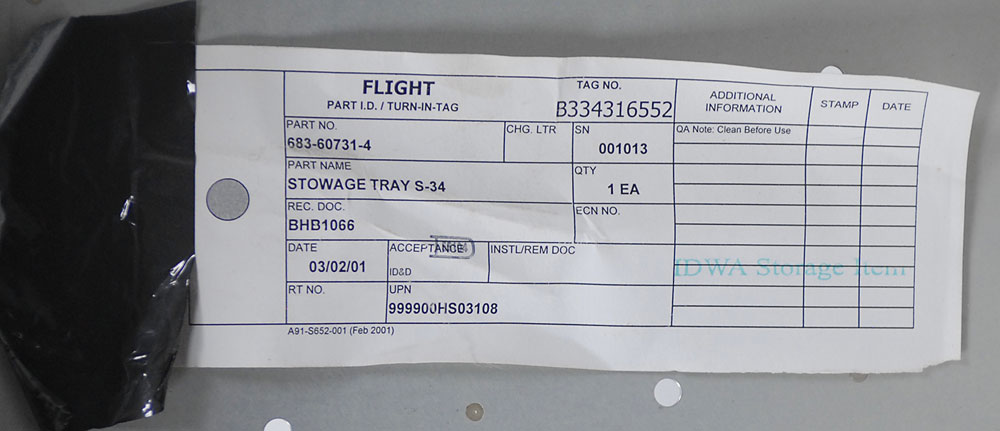 FLIGHT
PART I.D. / TURN-IN-TAG
TAG NO.
B334316552
ADDITIONAL INFORMATION
STAMP
DATE
PART NO.
683-60731-4
CHG. LTR
SN
001013
QA Note: Clean Before Use
PART NAME
STOWAGE TRAY S-34
QTY
1 EA
REC. DOC.
BHB1066
ECN NO.
DATE
03/02/01
ACCEPTANCE
ID&D
INSTL/REM DOC
IDWA Storage Item
RT NO.
UPN
999900HS03108
A91-S652-001 (Feb 2001)